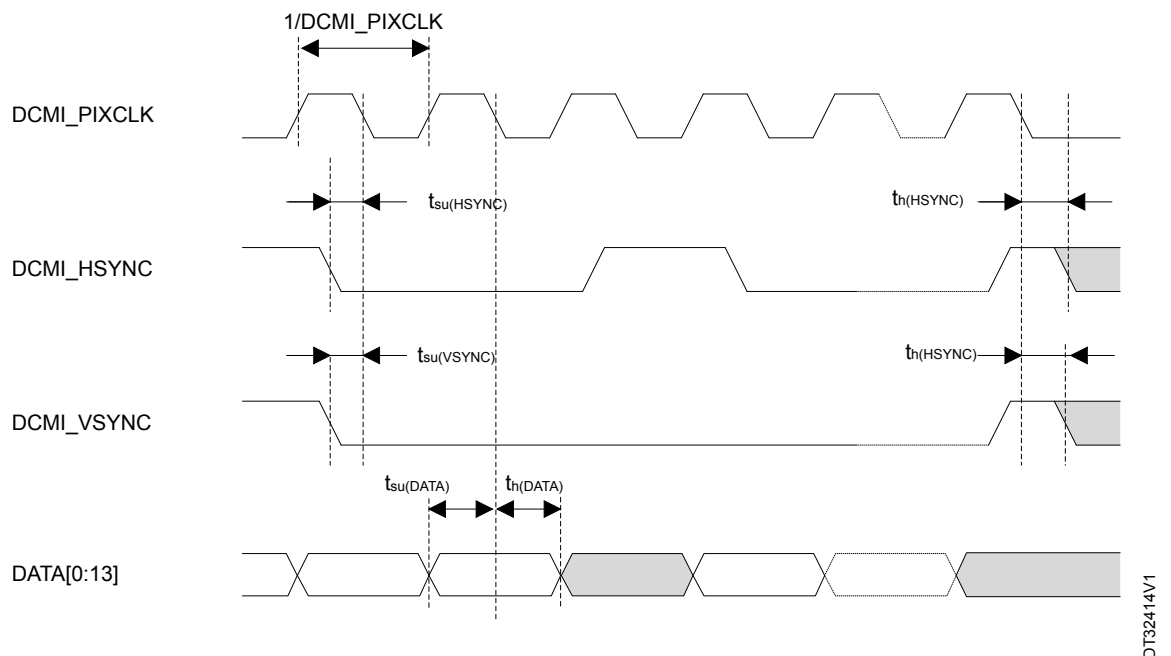 1/DCMI_PIXCLK
DCMI_PIXCLK
tsu(HSYNC)
th(HSYNC)
DCMI_HSYNC
tsu(VSYNC)
th(HSYNC)
DCMI_VSYNC
tsu(DATA)
th(DATA)
DATA[0:13]
DT32414V1